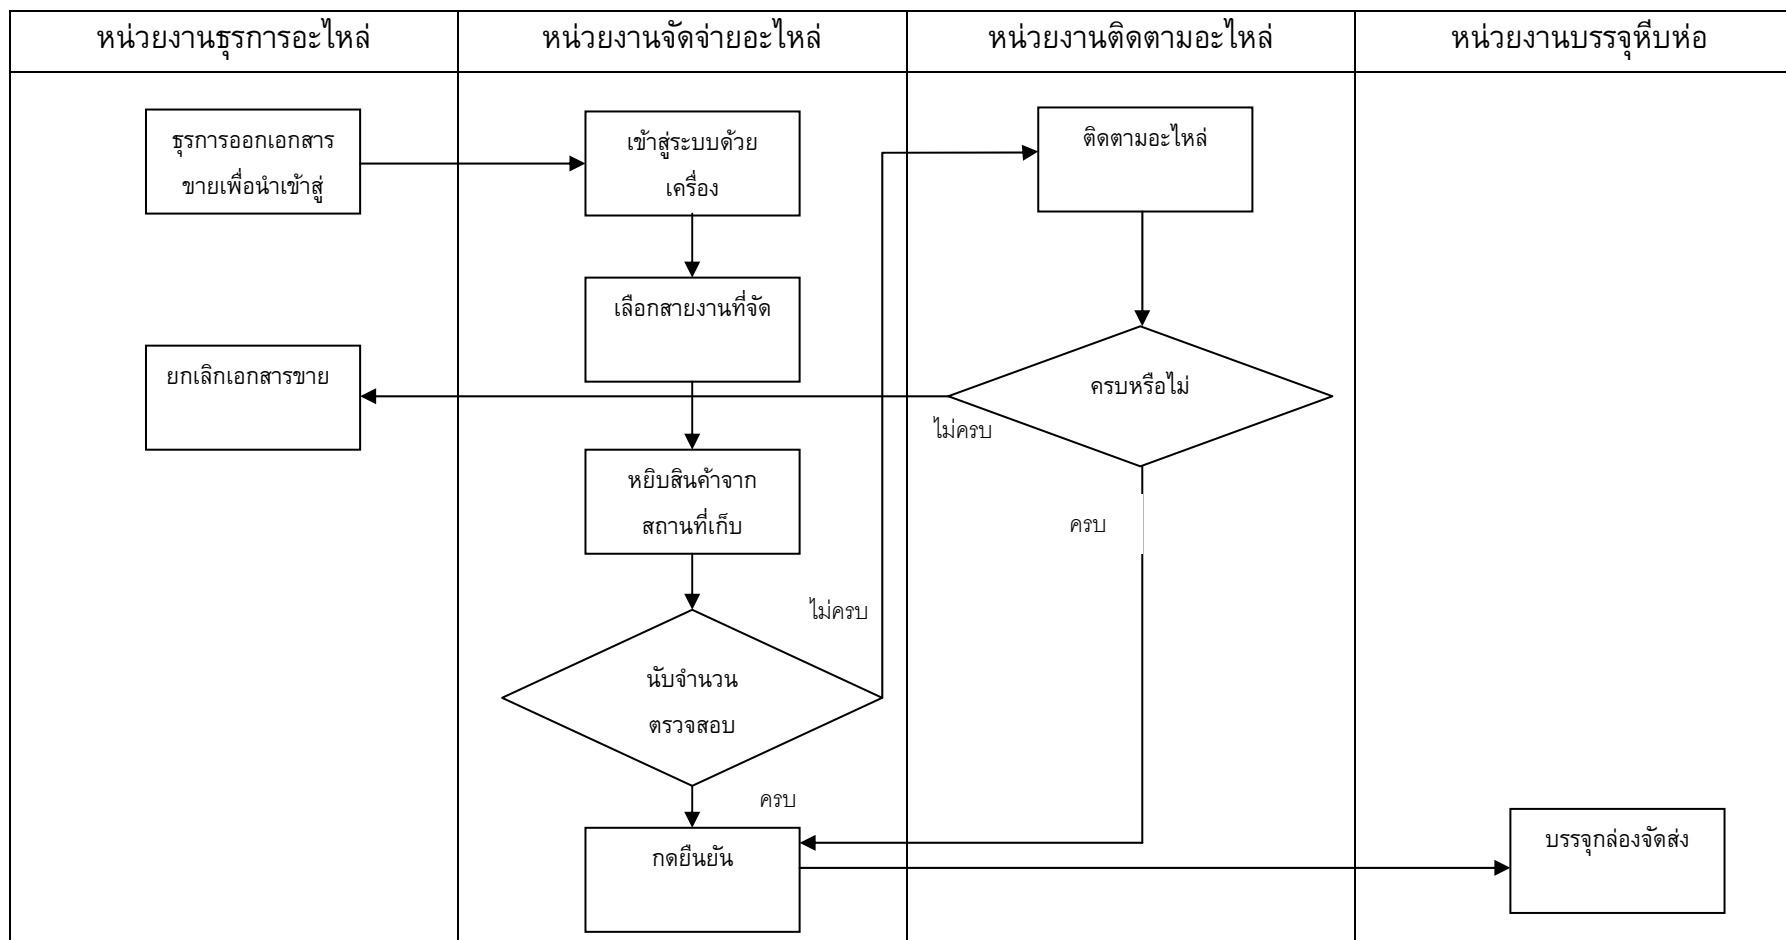 หน่วยงานธุรการอะไหล่
หน่วยงานจัดจ่ายอะไหล่
หน่วยงานติดตามอะไหล่
หน่วยงานบรรจุหีบห่อ
ธุรการออกเอกสาร
ขายเพื่อนำเข้าสู่
เข้าสู่ระบบด้วย
เครื่อง
ติดตามอะไหล่
เลือกสายงานที่จัด
ยกเลิกเอกสารขาย
ครบหรือไม่
ไม่ครบ
หยิบสินค้าจาก
สถานที่เก็บ
ครบ
ไม่ครบ
นับจำนวน
ตรวจสอบ
ครบ
กดยืนยัน
บรรจุกล่องจัดส่ง